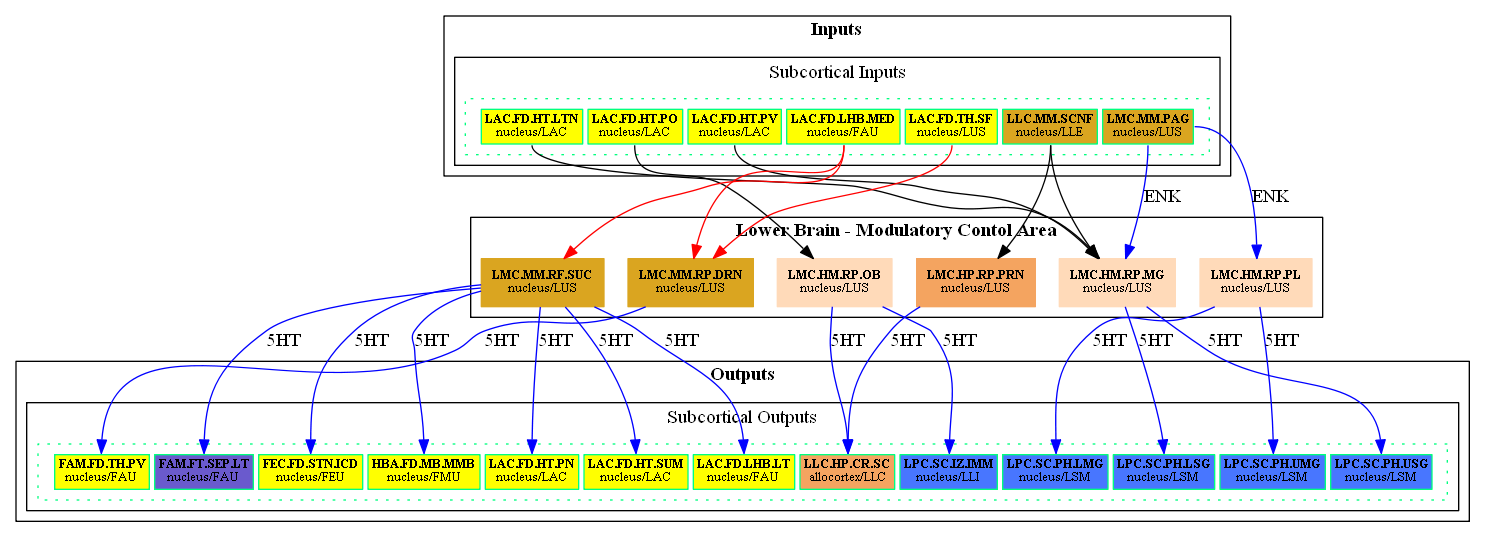 Inputs
Subcortical Inputs
LAC.FD.HT.LTN
nucleus/LAC
LAC.FD.HT.PO
nucleus/LAC
LAC.FD.HT.PV
nucleus/LAC
LAC.FD.LHB.MED
nucleus/FAU
LAC.FD.TH.SF
nucleus/LUS
LLC.MM.SCNF
nucleus/LLE
LMC.MM.PAG
nucleus/LUS
ENK
ENK
Lower Brain - Modulatory Contol Area
LMC.MM.RF.SUC
nucleus/LUS
LMC.MM.RP.DRN
nucleus/LUS
LMC.HM.RP.OB
nucleus/LUS
LMC.HP.RP.PRN
nucleus/LUS
LMC.HM.RP.MG
nucleus/LUS
LMC.HM.RP.PL
nucleus/LUS
5HT
5HT
5HT
5HT
5HT
5HT
5HT
5HT
5HT
5HT
5HT
5HT
5HT
5HT
Outputs
Subcortical Outputs
FAM.FD.TH.PV
nucleus/FAU
FAM.FT.SEP.LT
nucleus/FAU
FEC.FD.STN.ICD
nucleus/FEU
HBA.FD.MB.MMB
nucleus/FMU
LAC.FD.HT.PN
nucleus/LAC
LAC.FD.HT.SUM
nucleus/LAC
LAC.FD.LHB.LT
nucleus/FAU
LLC.HP.CR.SC
allocortex/LLC
LPC.SC.IZ.IMM
nucleus/LLI
LPC.SC.PH.LMG
nucleus/LSM
LPC.SC.PH.LSG
nucleus/LSM
LPC.SC.PH.UMG
nucleus/LSM
LPC.SC.PH.USG
nucleus/LSM